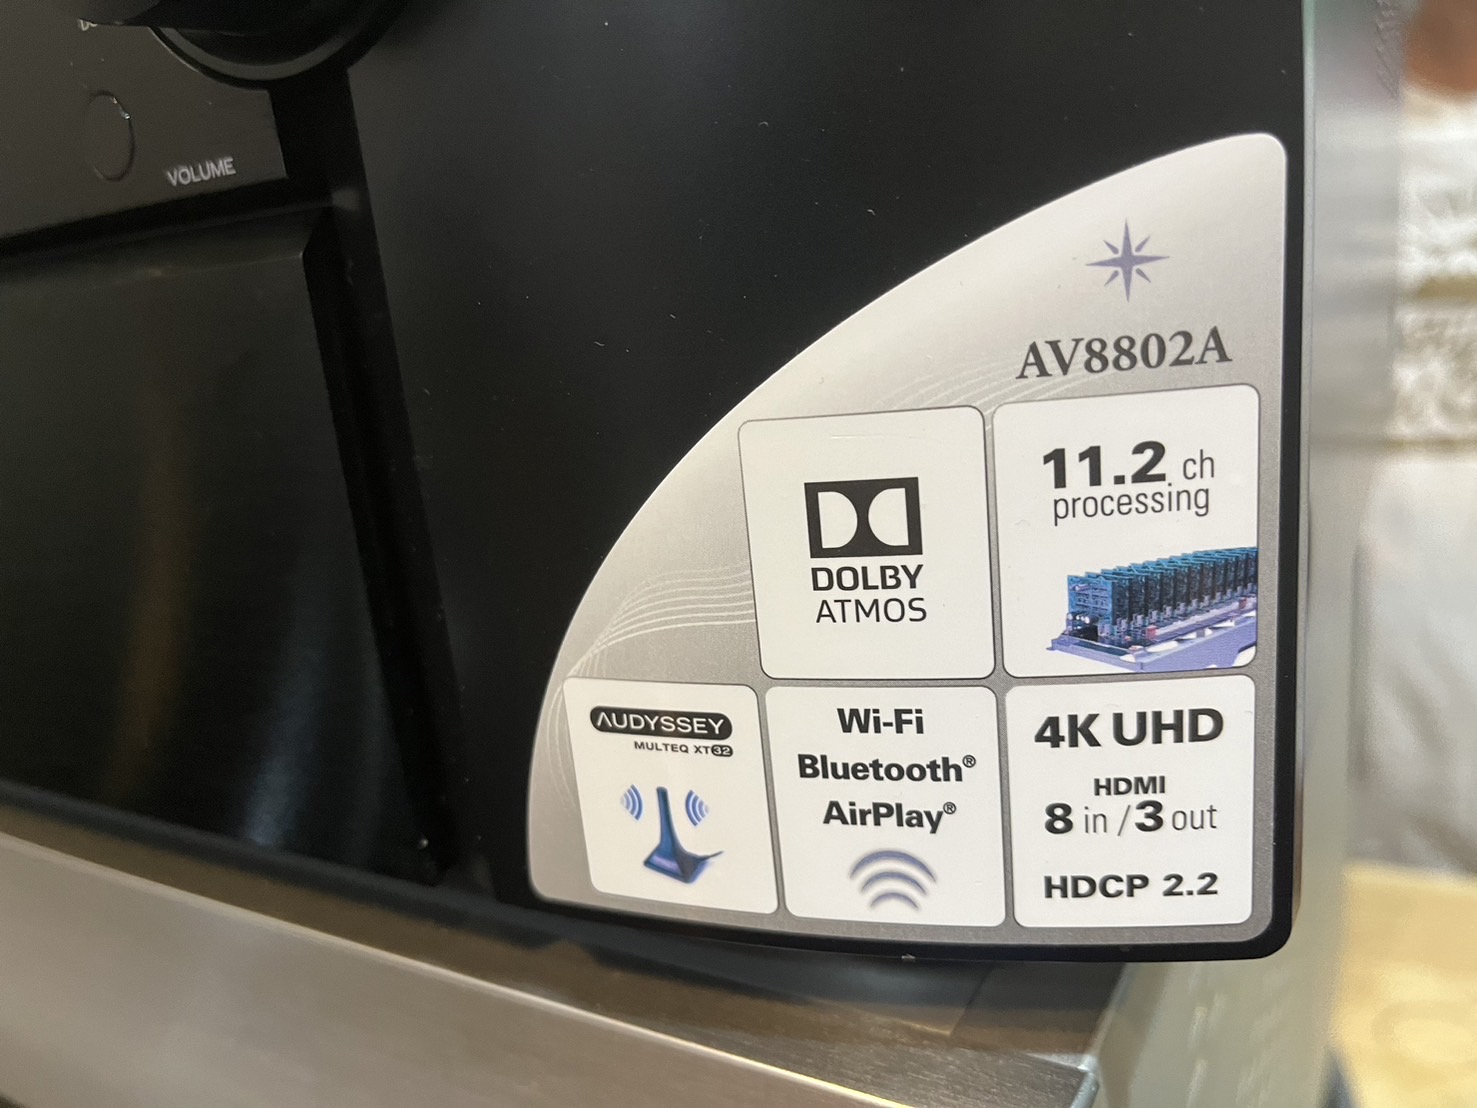 VOLUME
AV8802A
DOLBY
ATMOS
11.2 ch
processing
AUDYSSEY
MULTEQ XT32
Wi-Fi
Bluetooth®
AirPlay®
4K UHD
HDMI
8 in / 3 out
HDCP 2.2